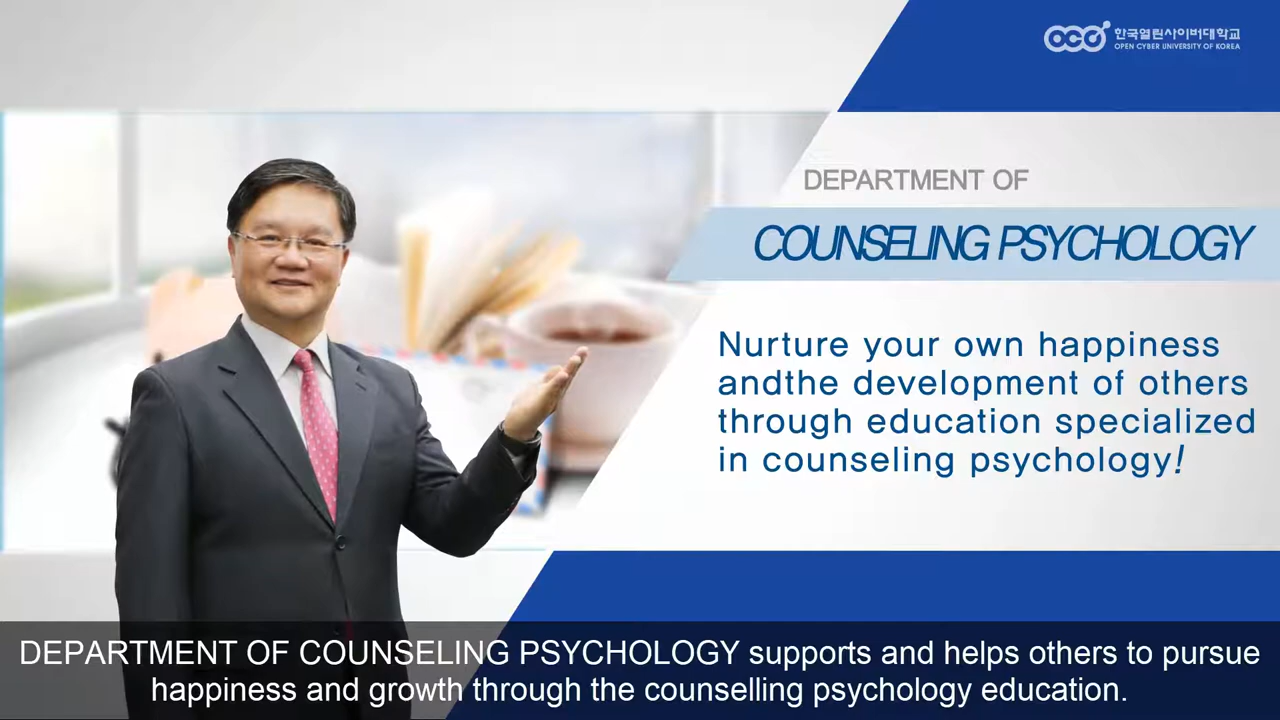 한국열린사이버대학교
OPEN CYBER UNIVERSITY OF KOREA
DEPARTMENT OF
COUNSELING PSYCHOLOGY
Nurture your own happiness
andthe development of others
through education specialized
in counseling psychology!
DEPARTMENT OF COUNSELING PSYCHOLOGY supports and helps others to pursue
happiness and growth through the counselling psychology education.